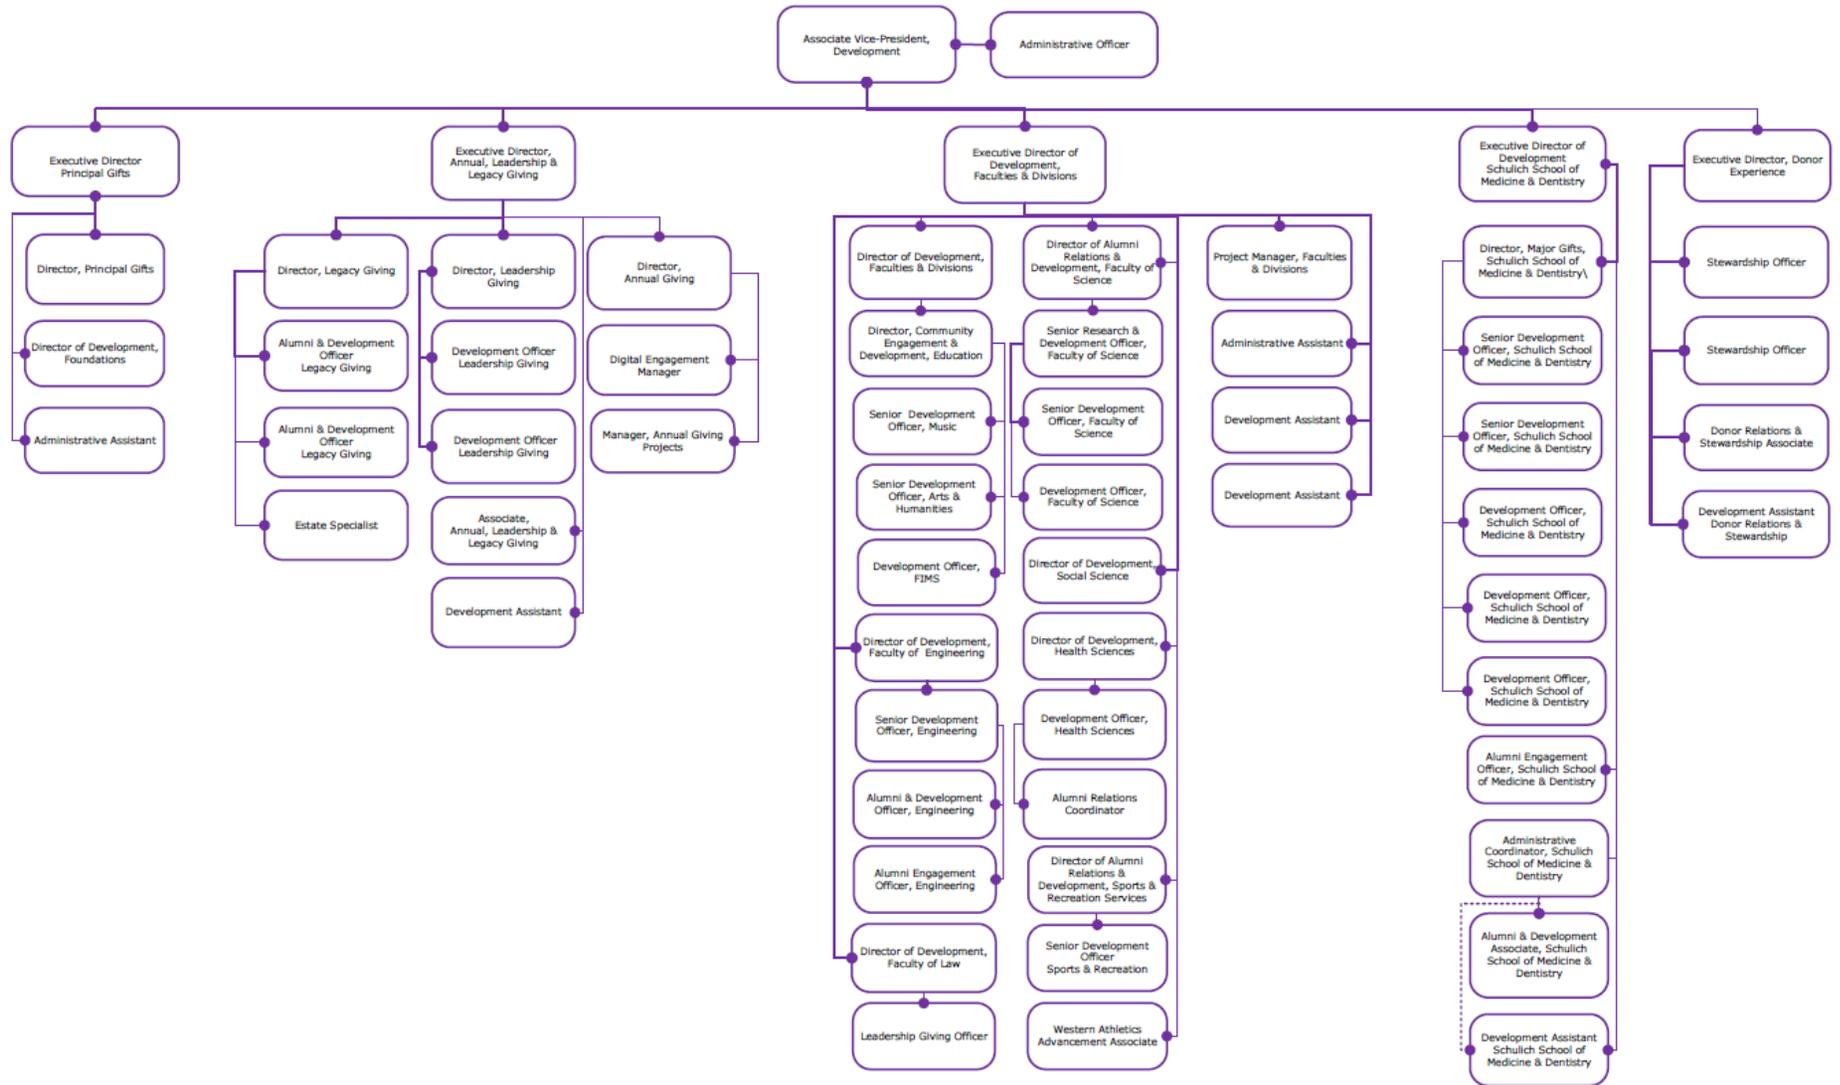 Associate Vice-President,
Development
Administrative Officer
Executive Director
Principal Gifts
Director, Principal Gifts
Director of Development,
Foundations
Administrative Assistant
Executive Director,
Annual, Leadership &
Legacy Giving
Director, Legacy Giving
Alumni & Development
Officer
Legacy Giving
Alumni & Development
Officer
Legacy Giving
Estate Specialist
Director, Leadership
Giving
Development Officer
Leadership Giving
Development Officer
Leadership Giving
Associate,
Annual, Leadership &
Legacy Giving
Development Assistant
Director,
Annual Giving
Digital Engagement
Manager
Manager, Annual Giving
Projects
Executive Director of
Development,
Faculties & Divisions
Director of Development,
Faculties & Divisions
Director, Community
Engagement &
Development, Education
Senior Development
Officer, Music
Senior Development
Officer, Arts &
Humanities
Development Officer,
FIMS
Director of Development,
Faculty of Engineering
Senior Development
Officer, Engineering
Alumni & Development
Officer, Engineering
Alumni Engagement
Officer, Engineering
Director of Development,
Faculty of Law
Leadership Giving Officer
Director of Alumni
Relations &
Development, Faculty of
Science
Senior Research &
Development Officer,
Faculty of Science
Senior Development
Officer, Faculty of
Science
Development Officer,
Faculty of Science
Director of Development,
Social Science
Director of Development,
Health Sciences
Development Officer,
Health Sciences
Alumni Relations
Coordinator
Director of Alumni
Relations &
Development, Sports &
Recreation Services
Senior Development
Officer
Sports & Recreation
Western Athletics
Advancement Associate
Project Manager, Faculties
& Divisions
Administrative Assistant
Development Assistant
Development Assistant
Executive Director of
Development
Schulich School of
Medicine & Dentistry
Director, Major Gifts,
Schulich School of
Medicine & Dentistry\
Senior Development
Officer, Schulich School
of Medicine & Dentistry
Senior Development
Officer, Schulich School
of Medicine & Dentistry
Development Officer,
Schulich School of
Medicine & Dentistry
Development Officer,
Schulich School of
Medicine & Dentistry
Development Officer,
Schulich School of
Medicine & Dentistry
Alumni Engagement
Officer, Schulich School
of Medicine & Dentistry
Administrative
Coordinator, Schulich
School of Medicine &
Dentistry
Alumni & Development
Associate, Schulich
School of Medicine &
Dentistry
Development Assistant
Schulich School of
Medicine & Dentistry
Executive Director, Donor
Experience
Stewardship Officer
Stewardship Officer
Donor Relations &
Stewardship Associate
Development Assistant
Donor Relations &
Stewardship